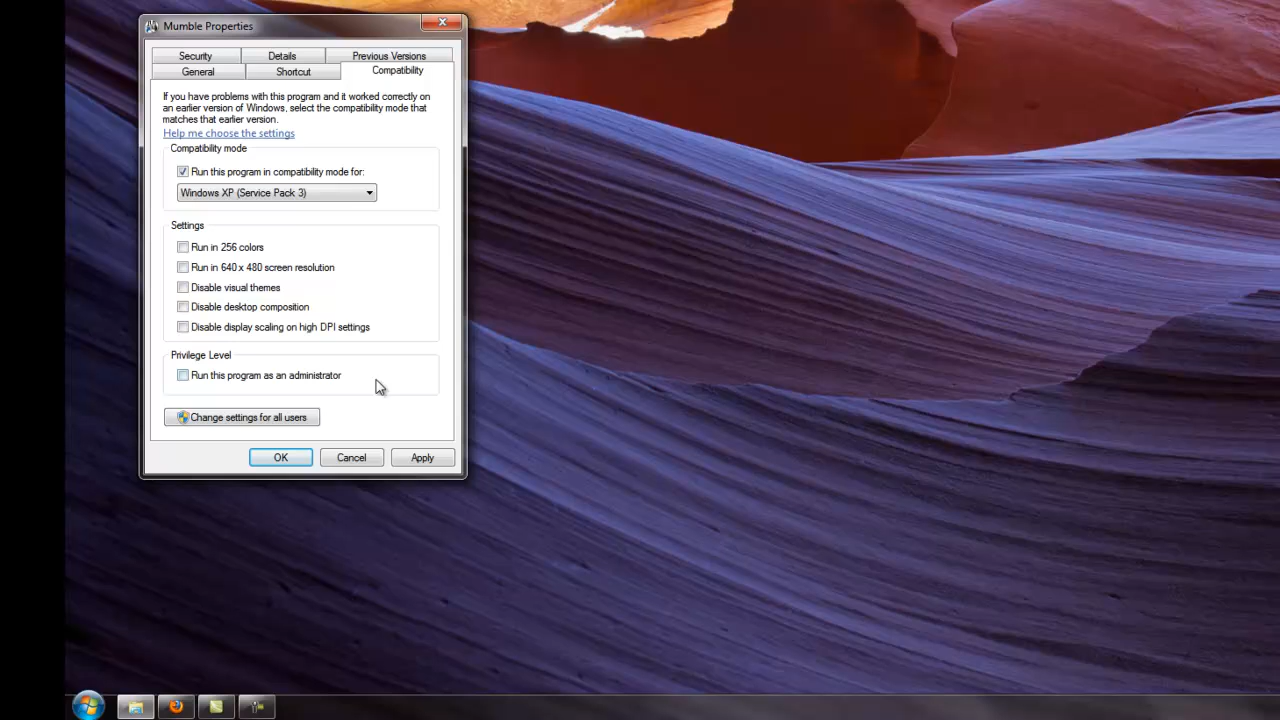 Mumble Properties
Security
Details
Previous Versions
General
Shortcut
Compatibility
If you have problems with this program and it worked correctly on
an earlier version of Windows, select the compatibility mode that
matches that earlier version.
Help me choose the settings
Compatibility mode
Run this program in compatibility mode for:
Windows XP (Service Pack 3)
Settings
Run in 256 colors
Run in 640 x 480 screen resolution
Disable visual themes
Disable desktop composition
Disable display scaling on high DPI settings
Privilege Level
Run this program as an administrator
Change settings for all users
OK
Cancel
Apply